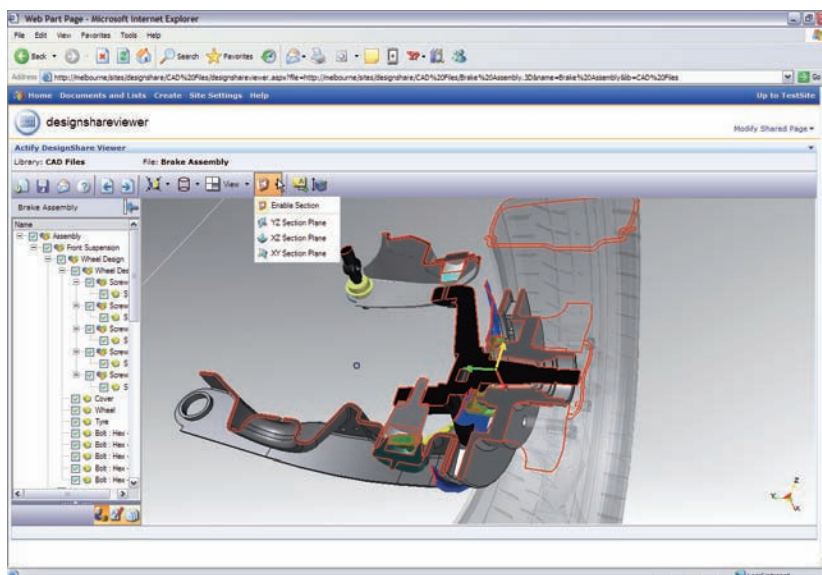 Web Part Page - Microsoft Internet Explorer
File Edit View Favorites Tools Help
Back Search Favorites
Address http://melbourne/sites/designshare/CAD%20Files/designshareviewer.aspx?file=http://melbourne/sites/designshare/CAD%20Files/Brake%20Assembly.3D&name=Brake%20Assembly&lib=CAD%20Files Go
Home Documents and Lists Create Site Settings Help Up to TestSite
designshareviewer
Modify Shared Page
Actify DesignShare Viewer
Library: CAD Files File: Brake Assembly
View
Brake Assembly
Enable Section
YZ Section Plane
XZ Section Plane
XY Section Plane
Name
Assembly
Front Suspension
Wheel Design
Wheel Des
Screw
S
Screw
S
Screw
S
Screw
S
Screw
S
Cover
Wheel
Tyre
Bolt : Hex -
Bolt : Hex -
Bolt : Hex -
Bolt : Hex -
Bolt : Hex -
Z
Y
X